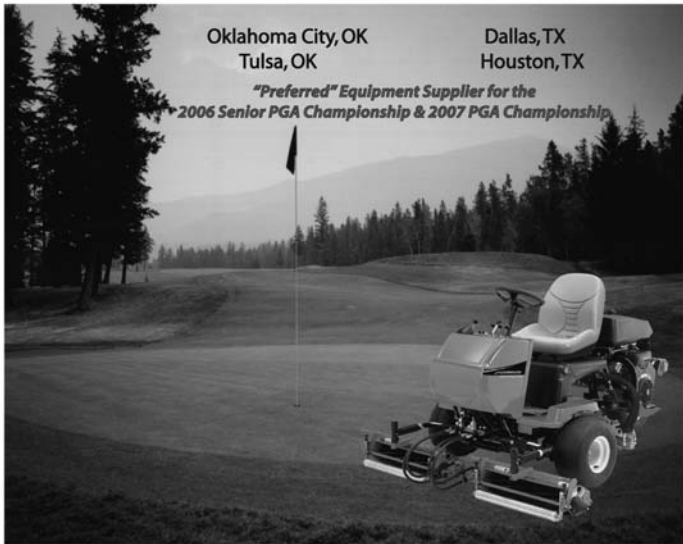 Oklahoma City, OK
Tulsa, OK
Dallas, TX
Houston, TX
"Preferred" Equipment Supplier for the
2006 Senior PGA Championship & 2007 PGA Championship